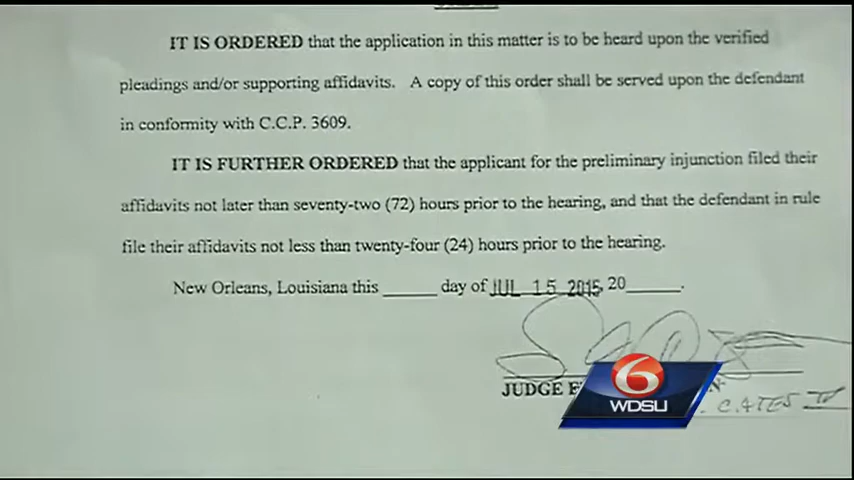 IT IS ORDERED that the application in this matter is to be heard upon the verified
pleadings and/or supporting affidavits. A copy of this order shall be served upon the defendant
in conformity with C.C.P. 3609.
IT IS FURTHER ORDERED that the applicant for the preliminary injunction filed their
affidavits not later than seventy-two (72) hours prior to the hearing, and that the defendant in rule
file their affidavits not less than twenty-four (24) hours prior to the hearing.
New Orleans, Louisiana this _____ day of JUL 15 2015, 20______.
JUDGE
CATES IV
6
WDSU